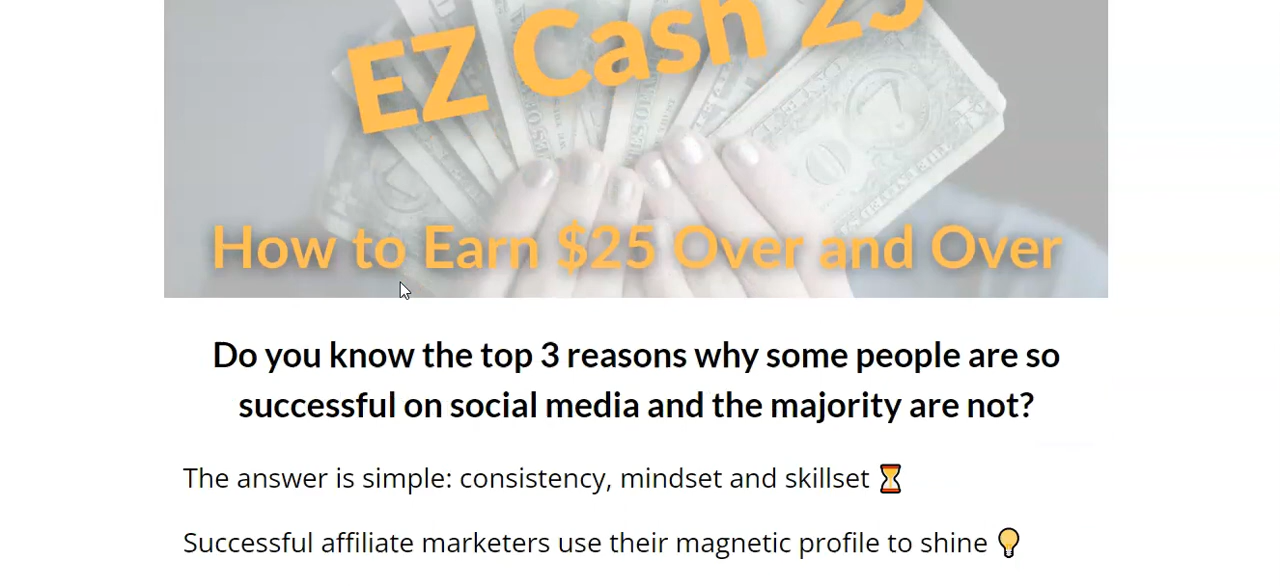 EZ Cash 25
How to Earn $25 Over and Over
Do you know the top 3 reasons why some people are so
successful on social media and the majority are not?
The answer is simple: consistency, mindset and skillset ⏳
Successful affiliate marketers use their magnetic profile to shine 💡